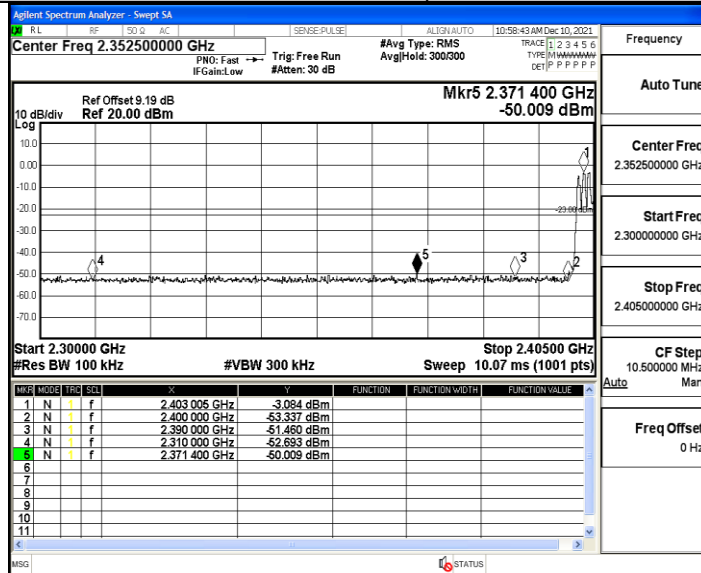 Agilent Spectrum Analyzer - Swept SA
RL RF 50 Ω AC SENSE:PULSE ALIGNAUTO 10:58:43 AM Dec 10, 2021
Center Freq 2.352500000 GHz
PNO: Fast
IFGain:Low
Trig: Free Run
#Atten: 30 dB
#Avg Type: RMS
Avg|Hold: 300/300
TRACE 1 2 3 4 5 6
TYPE M
DET P P P P P P
Frequency
Auto Tune
Center Freq
2.352500000 GHz
Start Freq
2.300000000 GHz
Stop Freq
2.405000000 GHz
CF Step
10.500000 MHz
Auto Man
Freq Offset
0 Hz
Mkr5 2.371 400 GHz
-50.009 dBm
Ref Offset 9.19 dB
10 dB/div Ref 20.00 dBm
Log
10.0
0.00
-10.0
-20.0
-30.0
-40.0
-50.0
-60.0
-70.0
1
4
5
3
2
Start 2.30000 GHz Stop 2.40500 GHz
#Res BW 100 kHz #VBW 300 kHz Sweep 10.07 ms (1001 pts)
MKR MODE TRC SCL X Y FUNCTION FUNCTION WIDTH FUNCTION VALUE
1 N 1 f 2.403 005 GHz -3.084 dBm
2 N 1 f 2.400 000 GHz -53.337 dBm
3 N 1 f 2.390 000 GHz -51.460 dBm
4 N 1 f 2.310 000 GHz -52.693 dBm
5 N 1 f 2.371 400 GHz -50.009 dBm
6
7
8
9
10
11
MSG STATUS